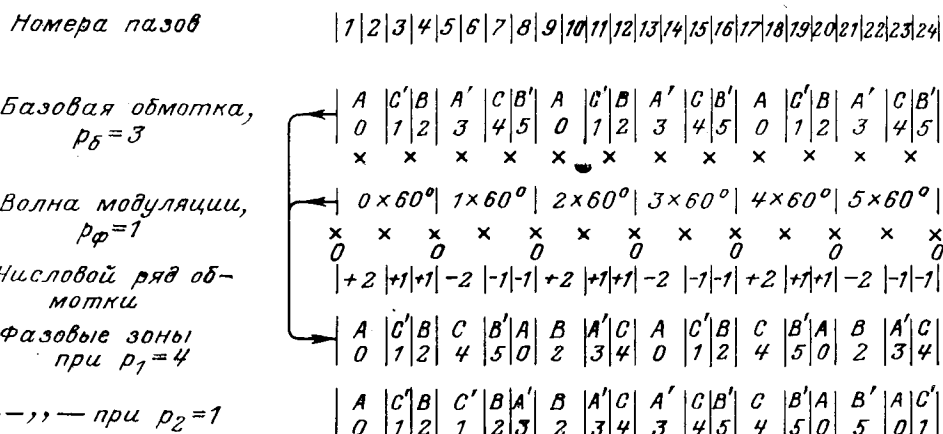 Номера пазов |1|2|3|4|5|6|7|8|9|10|11|12|13|14|15|16|17|18|19|20|21|22|23|24|
| A |C'|B| A' |C|B'| A |C'|B| A' |C|B'| A |C'|B| A' |C|B'|
Базовая обмотка,
| 0 |1|2| 3 |4|5| 0 |1|2| 3 |4|5| 0 |1|2| 3 |4|5|
pб=3
× × × × × × × × × × × ×
Волна модуляции, | 0×60°| 1×60°| 2×60°| 3×60°| 4×60°| 5×60°|
pф=1
× × × × × × × × × × × × ×
0 0 0 0 0 0 0
Числовой ряд об- |+2 |+1|+1| -2 |-1|-1| +2 |+1|+1| -2 |-1|-1| +2 |+1|+1| -2 |-1|-1|
мотки
Фазовые зоны | A |C'|B| C |B'|A| B |A'|C| A |C'|B| C |B'|A| B |A'|C|
при p1=4 | 0 |1|2| 4 |5|0| 2 |3|4| 0 |1|2| 4 |5|0| 2 |3|4|
—,,— при p2=1 | A |C'|B| C' |B|A'| B |A'|C| A' |C|B'| C |B'|A| B' |A|C'|
| 0 |1|2| 1 |2|3| 2 |3|4| 3 |4|5| 4 |5|0| 5 |0|1|